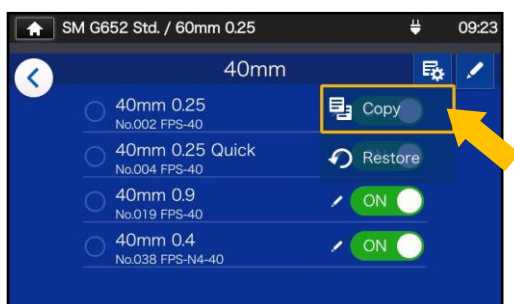 SM G652 Std. / 60mm 0.25 09:23
40mm
40mm 0.25
No.002 FPS-40
Copy
40mm 0.25 Quick
No.004 FPS-40
Restore
40mm 0.9
No.019 FPS-40
ON
40mm 0.4
No.038 FPS-N4-40
ON